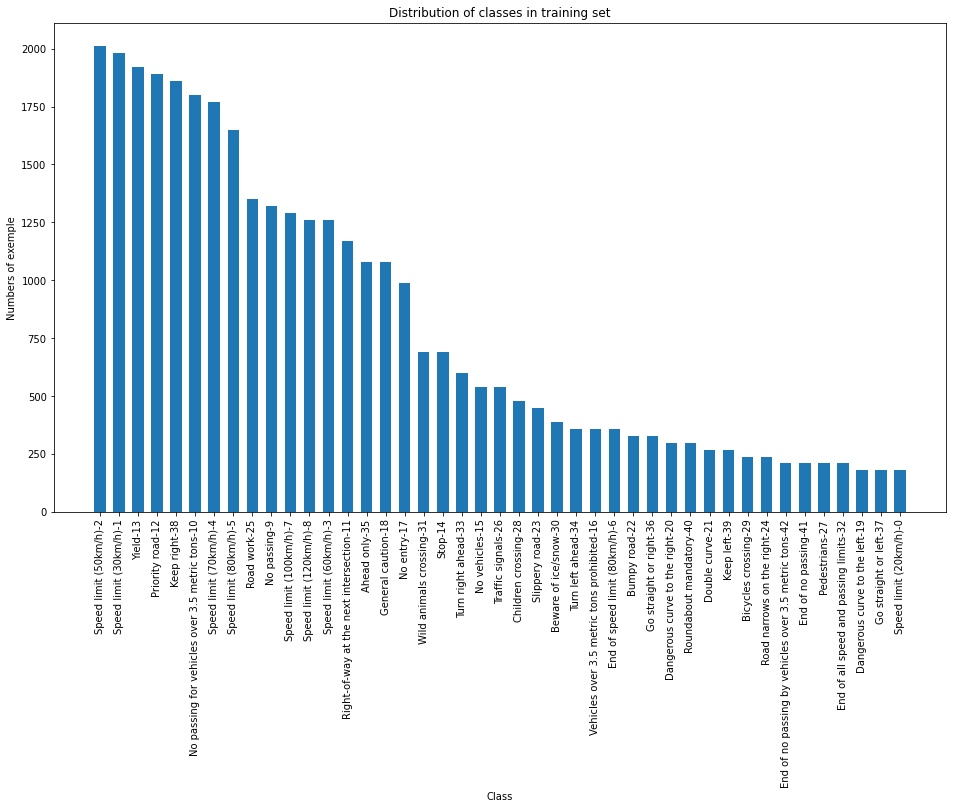 Distribution of classes in training set
Numbers of exemple
2000
1750
1500
1250
1000
750
500
250
0
Speed limit (50km/h)-2
Speed limit (30km/h)-1
Yield-13
Priority road-12
Keep right-38
No passing for vehicles over 3.5 metric tons-10
Speed limit (70km/h)-4
Speed limit (80km/h)-5
Road work-25
No passing-9
Speed limit (100km/h)-7
Speed limit (120km/h)-8
Speed limit (60km/h)-3
Right-of-way at the next intersection-11
Ahead only-35
General caution-18
No entry-17
Wild animals crossing-31
Stop-14
Turn right ahead-33
No vehicles-15
Traffic signals-26
Children crossing-28
Slippery road-23
Beware of ice/snow-30
Turn left ahead-34
Vehicles over 3.5 metric tons prohibited-16
End of speed limit (80km/h)-6
Bumpy road-22
Go straight or right-36
Dangerous curve to the right-20
Roundabout mandatory-40
Double curve-21
Keep left-39
Bicycles crossing-29
Road narrows on the right-24
End of no passing by vehicles over 3.5 metric tons-42
End of no passing-41
Pedestrians-27
End of all speed and passing limits-32
Dangerous curve to the left-19
Go straight or left-37
Speed limit (20km/h)-0
Class